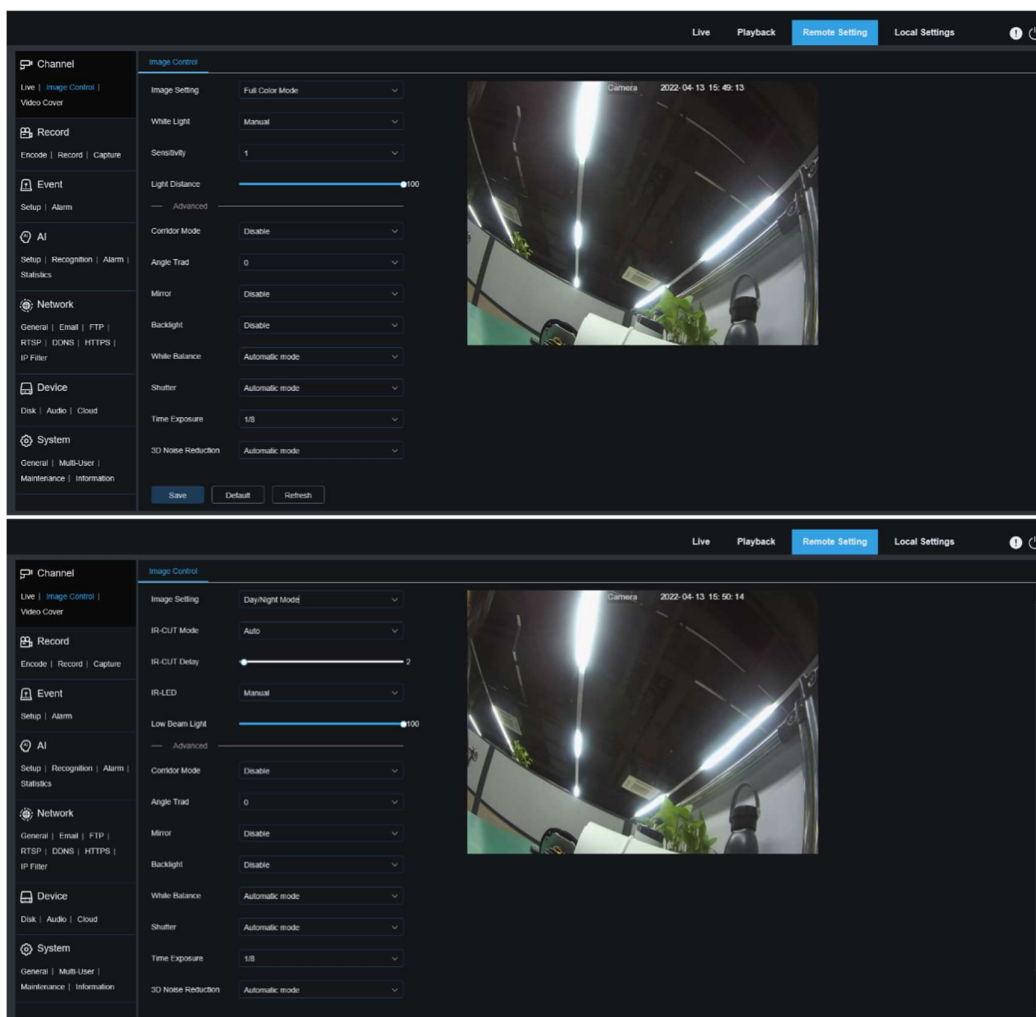 Live Playback Remote Setting Local Settings
Channel
Live | Image Control |
Video Cover
Record
Encode | Record | Capture
Event
Setup | Alarm
AI
Setup | Recognition | Alarm |
Statistics
Network
General | Email | FTP |
RTSP | DDNS | HTTPS |
IP Filter
Device
Disk | Audio | Cloud
System
General | Multi-User |
Maintenance | Information
Image Control
Image Setting Full Color Mode
White Light Manual
Sensitivity 1
Light Distance 100
Advanced
Corridor Mode Disable
Angle Trad 0
Mirror Disable
Backlight Disable
White Balance Automatic mode
Shutter Automatic mode
Time Exposure 1/8
3D Noise Reduction Automatic mode
Save Default Refresh
Camera 2022-04-13 15:49:13
Live Playback Remote Setting Local Settings
Channel
Live | Image Control |
Video Cover
Record
Encode | Record | Capture
Event
Setup | Alarm
AI
Setup | Recognition | Alarm |
Statistics
Network
General | Email | FTP |
RTSP | DDNS | HTTPS |
IP Filter
Device
Disk | Audio | Cloud
System
General | Multi-User |
Maintenance | Information
Image Control
Image Setting Day/Night Mode
IR-CUT Mode Auto
IR-CUT Delay 2
IR-LED Manual
Low Beam Light 100
Advanced
Corridor Mode Disable
Angle Trad 0
Mirror Disable
Backlight Disable
White Balance Automatic mode
Shutter Automatic mode
Time Exposure 1/8
3D Noise Reduction Automatic mode
Camera 2022-04-13 15:50:14